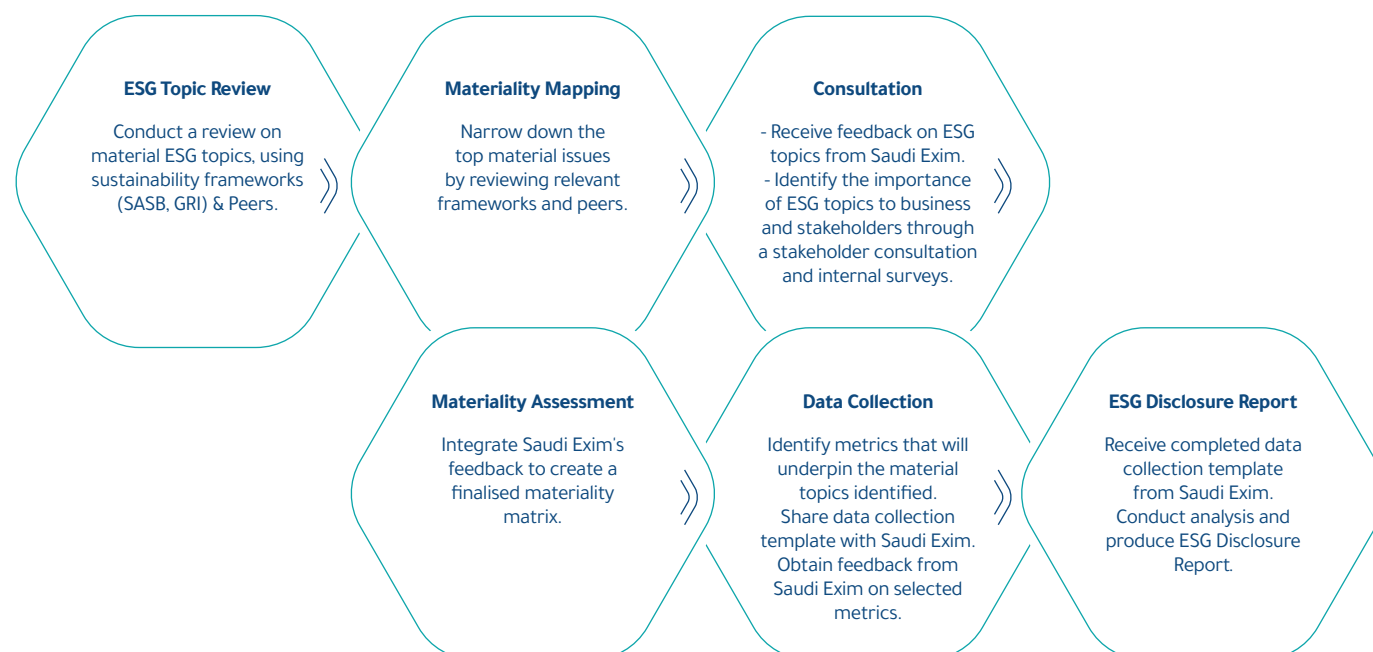 ESG Topic Review
Conduct a review on
material ESG topics, using
sustainability frameworks
(SASB, GRI) & Peers.
Materiality Mapping
Narrow down the
top material issues
by reviewing relevant
frameworks and peers.
Consultation
- Receive feedback on ESG
topics from Saudi Exim.
- Identify the importance
of ESG topics to business
and stakeholders through
a stakeholder consultation
and internal surveys.
Materiality Assessment
Integrate Saudi Exim's
feedback to create a
finalised materiality
matrix.
Data Collection
Identify metrics that will
underpin the material
topics identified.
Share data collection
template with Saudi Exim.
Obtain feedback from
Saudi Exim on selected
metrics.
ESG Disclosure Report
Receive completed data
collection template
from Saudi Exim.
Conduct analysis and
produce ESG Disclosure
Report.